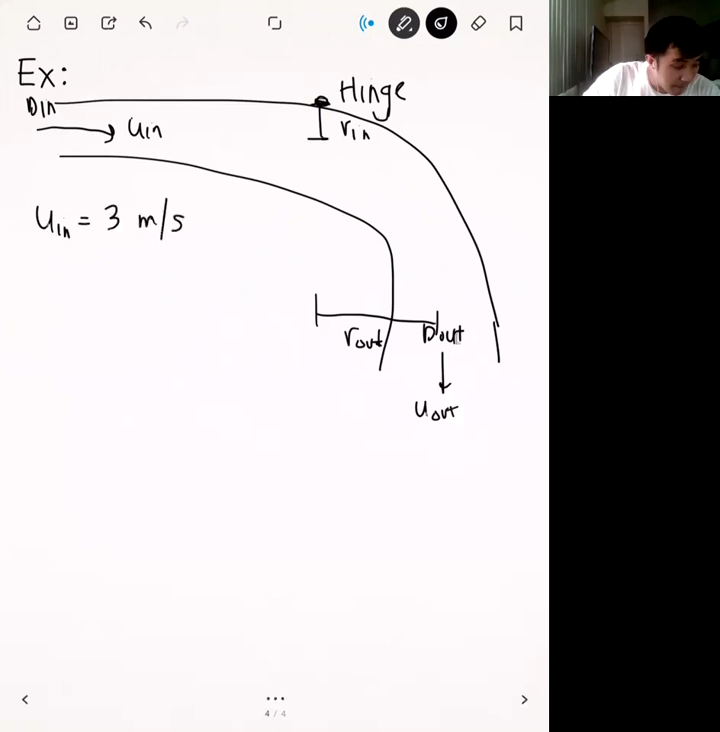 Ex:
Hinge
Din
uin
rin
uin = 3 m/s
rout
Dout
uout
4 / 4